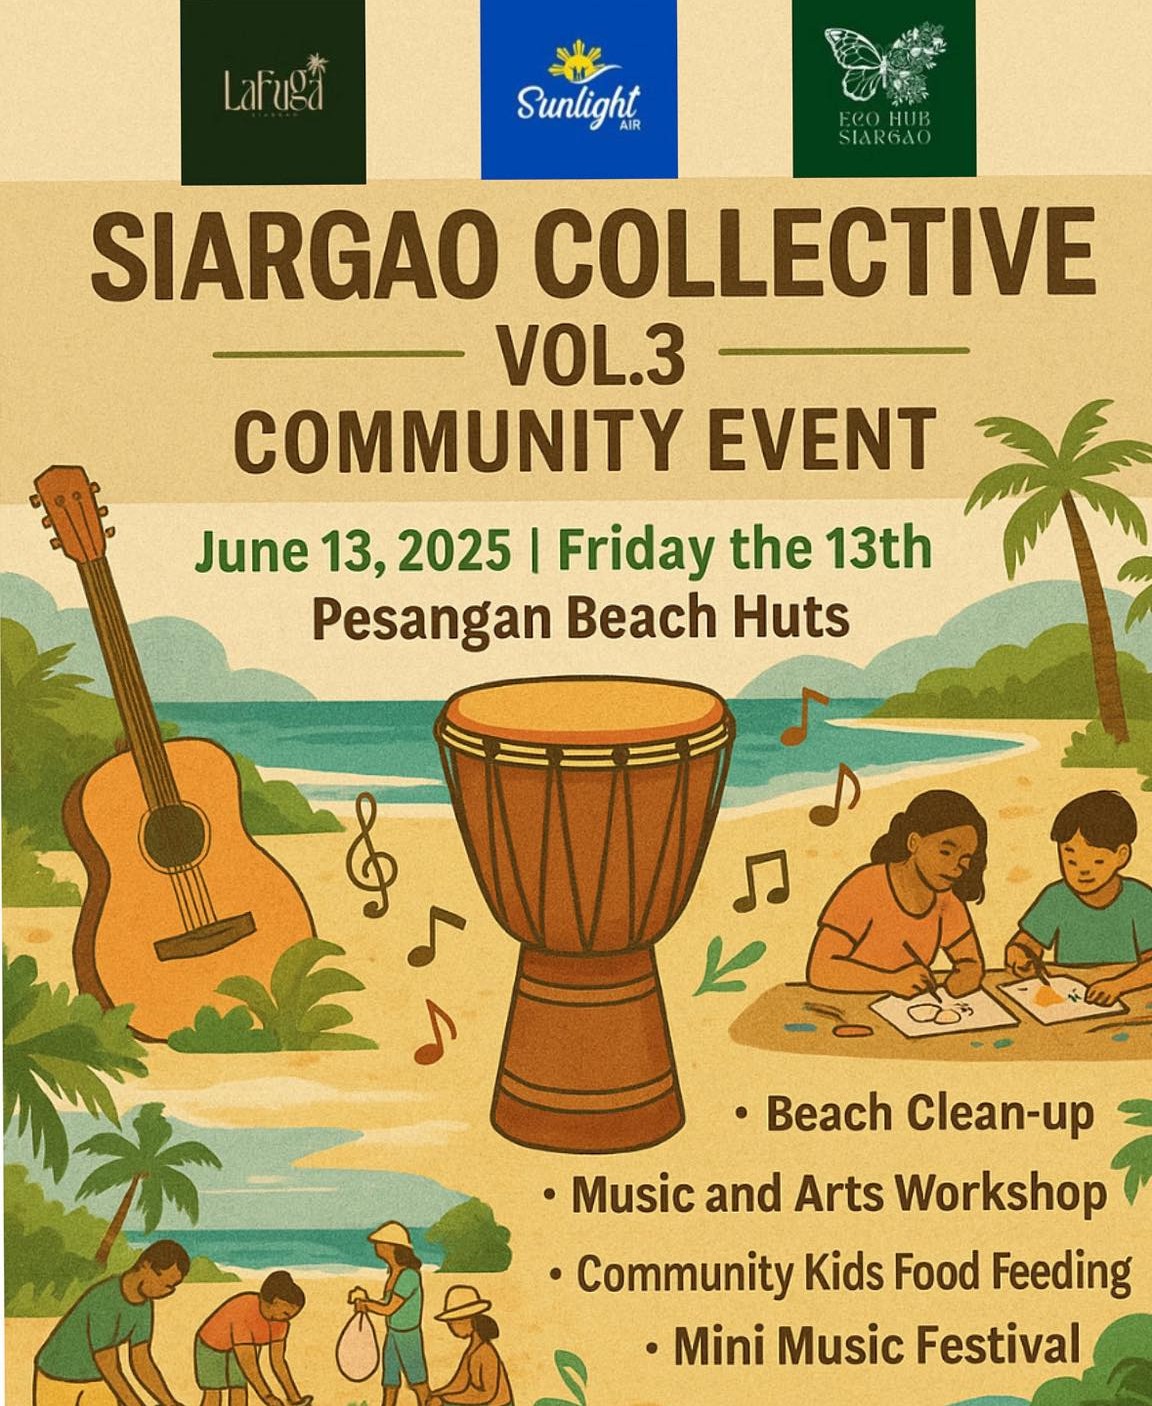 LaFuga
SIARGAO
Sunlight
AIR
ECO HUB
SIARGAO
SIARGAO COLLECTIVE
VOL.3
COMMUNITY EVENT
June 13, 2025 | Friday the 13th
Pesangan Beach Huts
• Beach Clean-up
• Music and Arts Workshop
• Community Kids Food Feeding
• Mini Music Festival